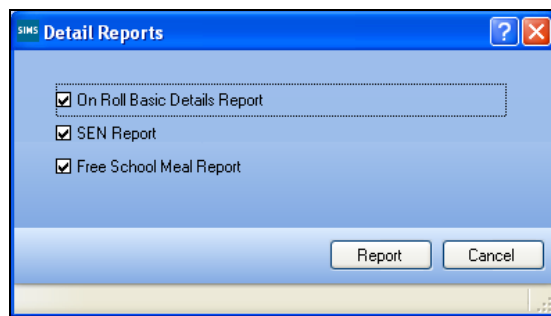 SIMS Detail Reports
On Roll Basic Details Report
SEN Report
Free School Meal Report
Report Cancel